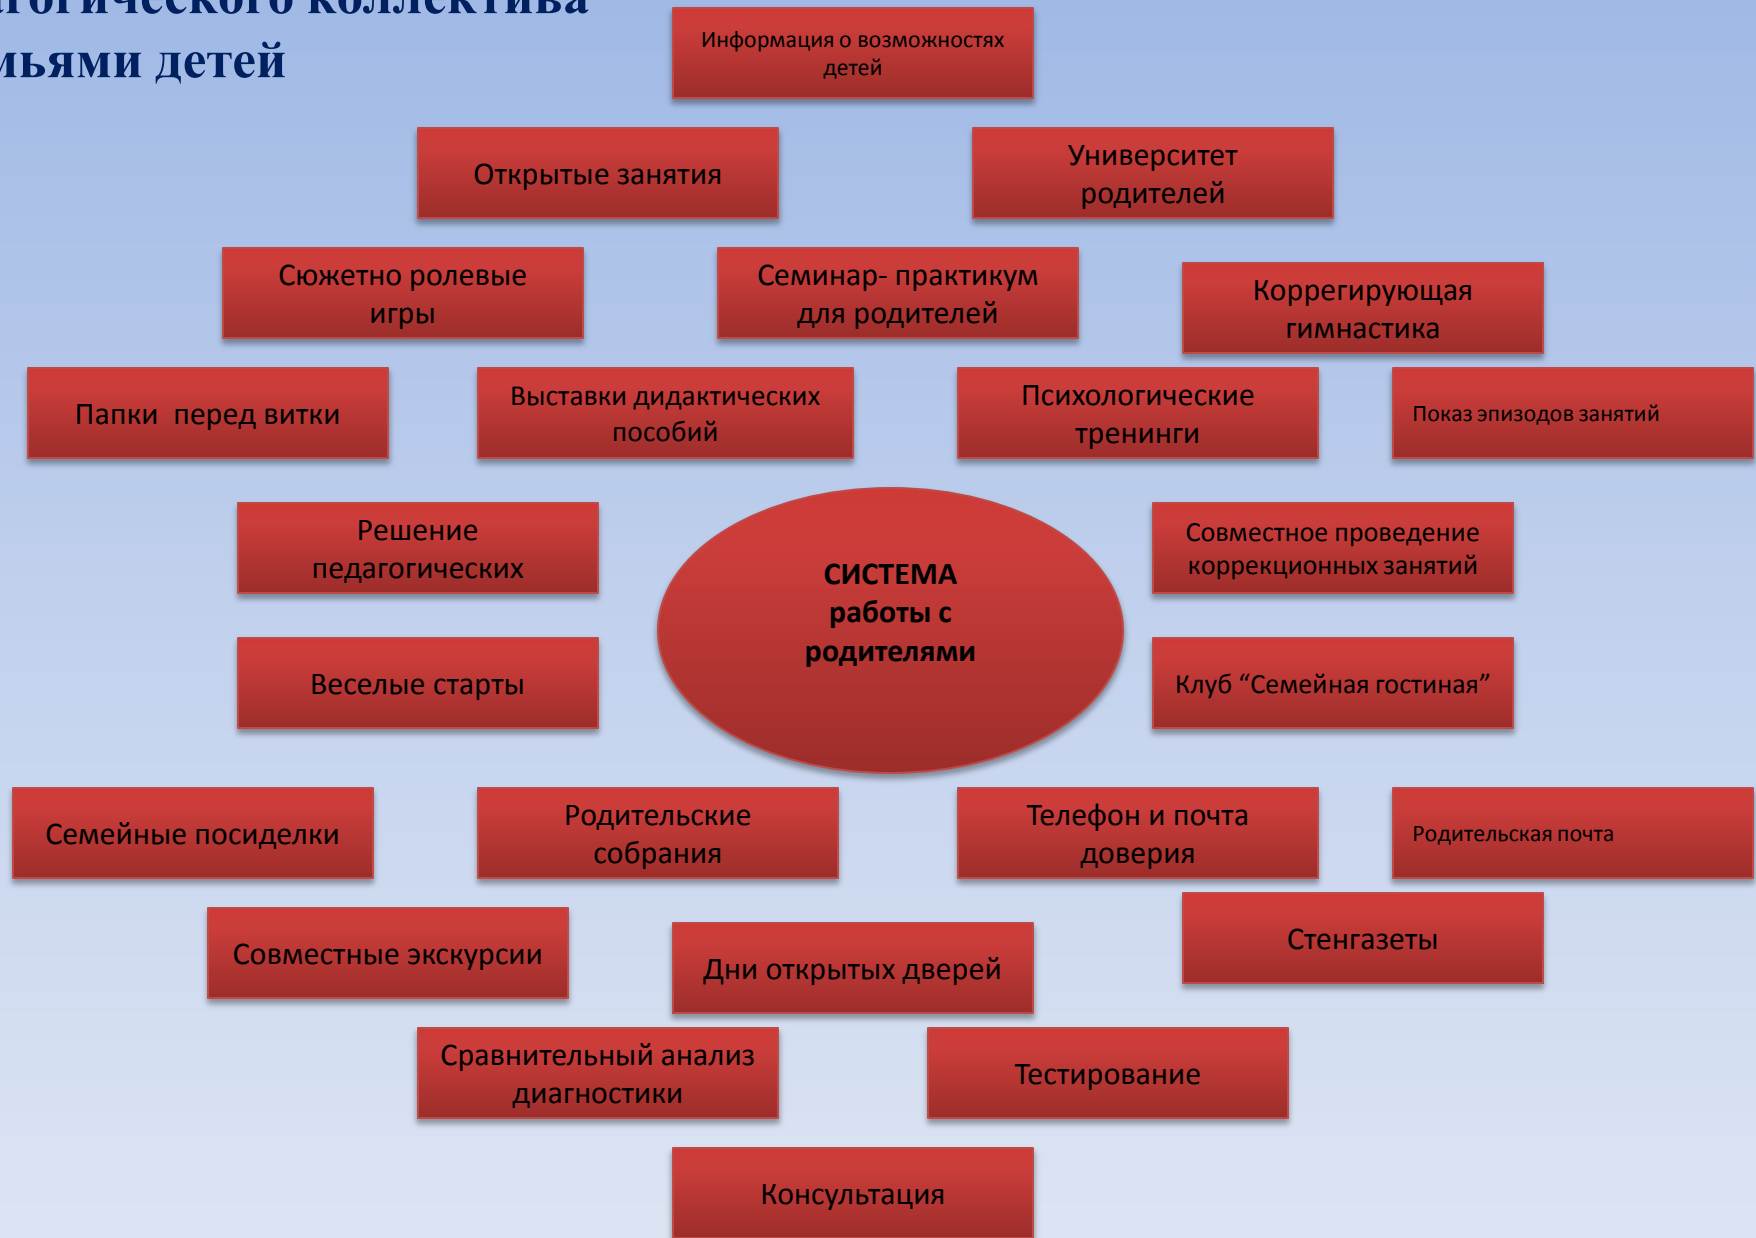 агогического коллектива
мьями детей
Информация о возможностях
детей
Открытые занятия
Университет
родителей
Сюжетно ролевые
игры
Семинар- практикум
для родителей
Коррегирующая
гимнастика
Папки  перед витки
Выставки дидактических
пособий
Психологические
тренинги
Показ эпизодов занятий
Решение
педагогических
СИСТЕМА
работы с
родителями
Совместное проведение
коррекционных занятий
Веселые старты
Клуб “Семейная гостиная”
Семейные посиделки
Родительские
собрания
Телефон и почта
доверия
Родительская почта
Совместные экскурсии
Дни открытых дверей
Стенгазеты
Сравнительный анализ
диагностики
Тестирование
Консультация